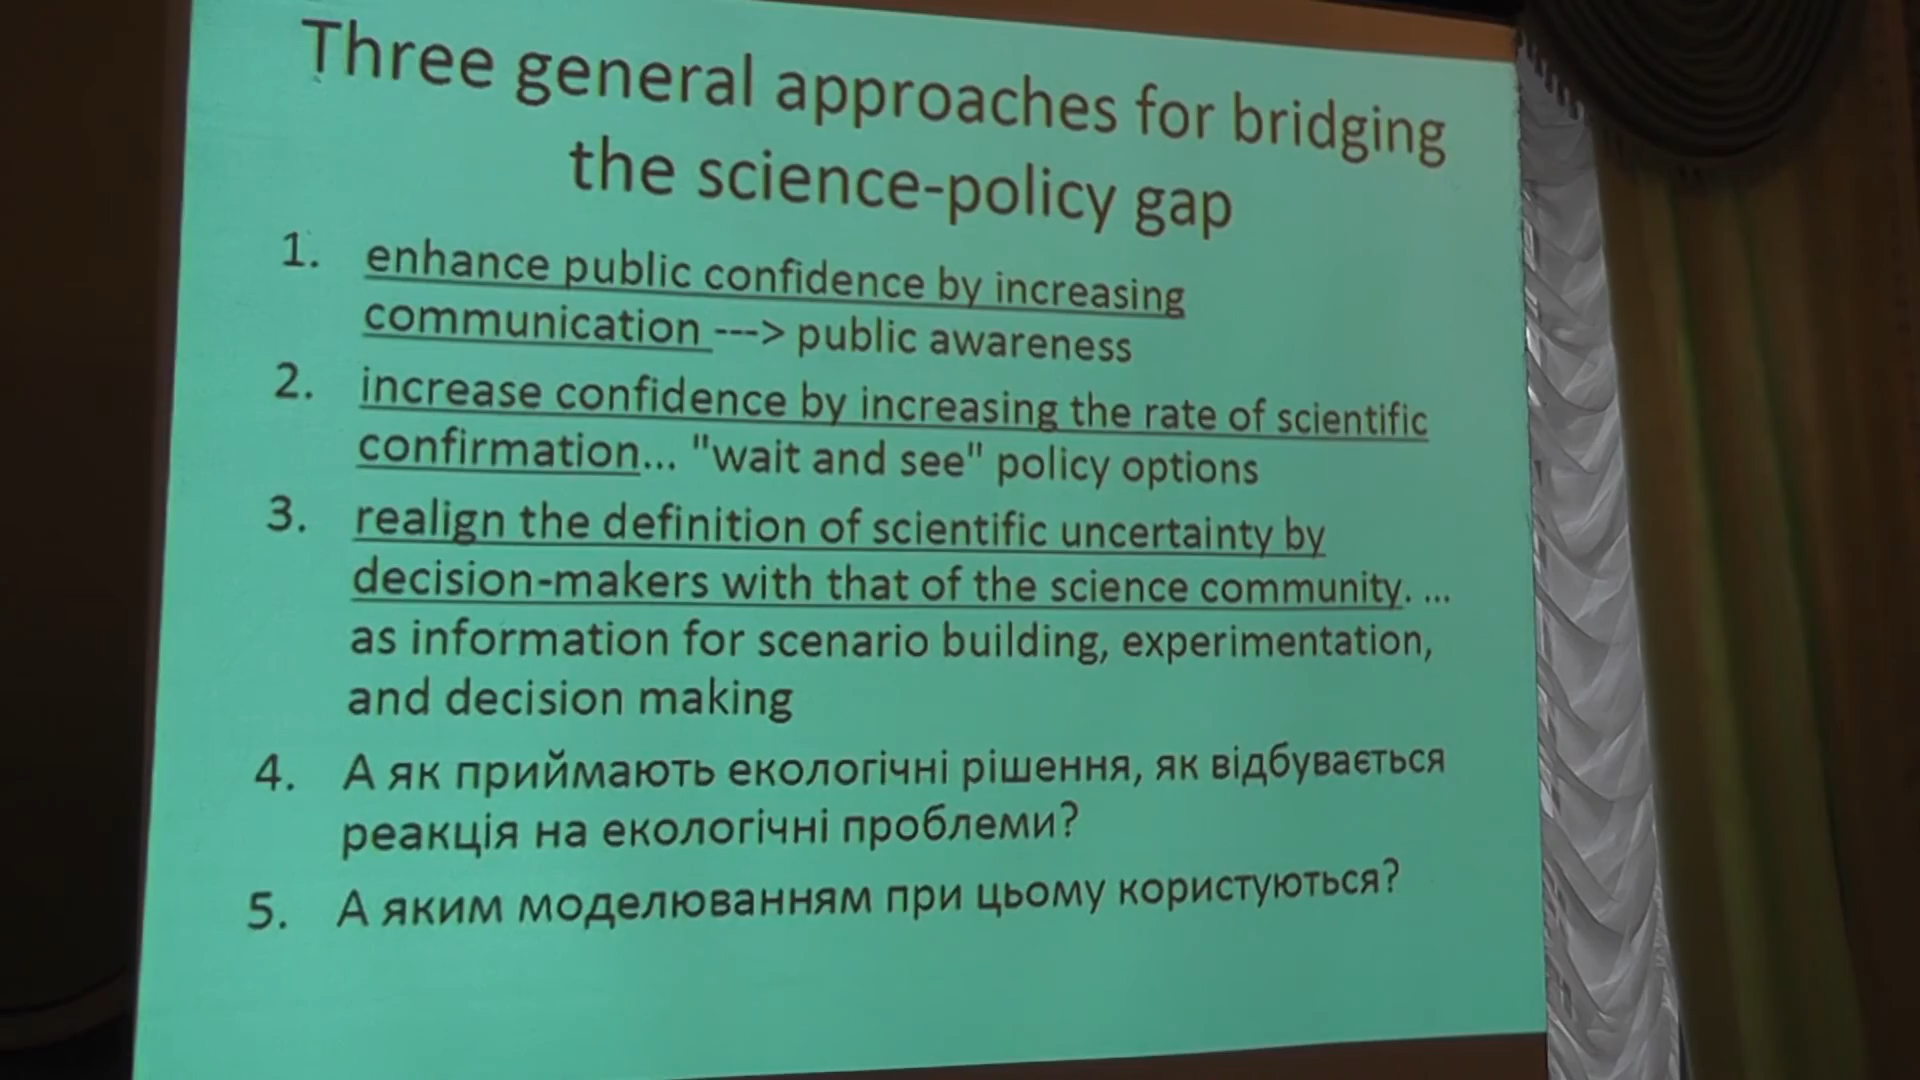 Three general approaches for bridging
the science-policy gap
1. enhance public confidence by increasing
communication ---> public awareness
2. increase confidence by increasing the rate of scientific
confirmation... "wait and see" policy options
3. realign the definition of scientific uncertainty by
decision-makers with that of the science community. ...
as information for scenario building, experimentation,
and decision making
4. А як приймають екологічні рішення, як відбувається
реакція на екологічні проблеми?
5. А яким моделюванням при цьому користуються?